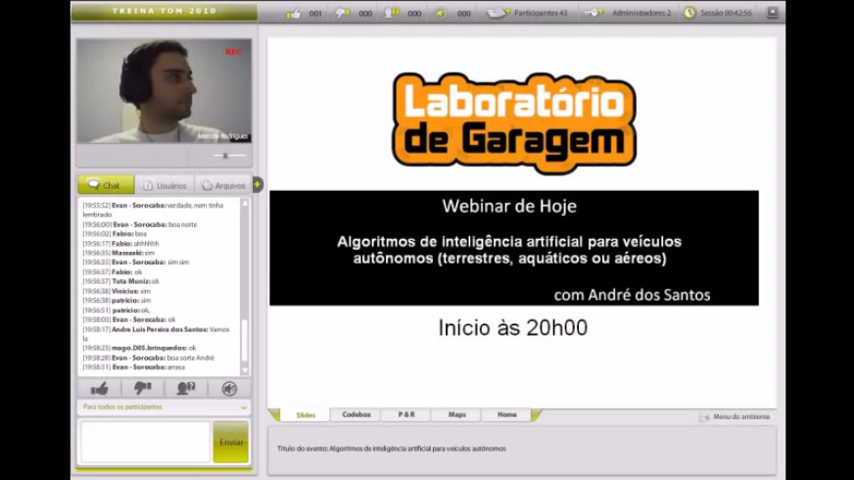 TREINA TOM 2010
001
000
000
000
Participantes 43
Administradores 2
Sessão 00:42:56
REC
Rodrigues
Chat
Usuários
Arquivos
[19:55:52] Evan - Sorocaba: verdade, nem tinha
lembrado
[19:56:00] Evan - Sorocaba: boa noite
[19:56:02] Fabio: boa
[19:56:17] Fabio: ahhhhhh
[19:56:35] Massaaki: sim
[19:56:35] Evan - Sorocaba: sim sim
[19:56:37] Fabio: ok
[19:56:37] Tuta Muniz: ok
[19:56:38] Vinicius: sim
[19:56:45] patricio: sim
[19:56:51] patricio: ok.
[19:58:03] Evan - Sorocaba: ok
[19:58:17] Andre Luis Pereira dos Santos: Vamos
la
[19:58:23] mago.D05.brinquedos: ok
[19:58:28] Evan - Sorocaba: boa sorte André
[19:58:31] Evan - Sorocaba: arrasa
Para todos os participantes
Enviar
Laboratório
de Garagem
Webinar de Hoje
Algoritmos de inteligência artificial para veículos
autônomos (terrestres, aquáticos ou aéreos)
com André dos Santos
Início às 20h00
Slides
Codebox
P & R
Maps
Home
Menu do ambiente
Título do evento: Algoritmos de inteligência artificial para veículos autônomos